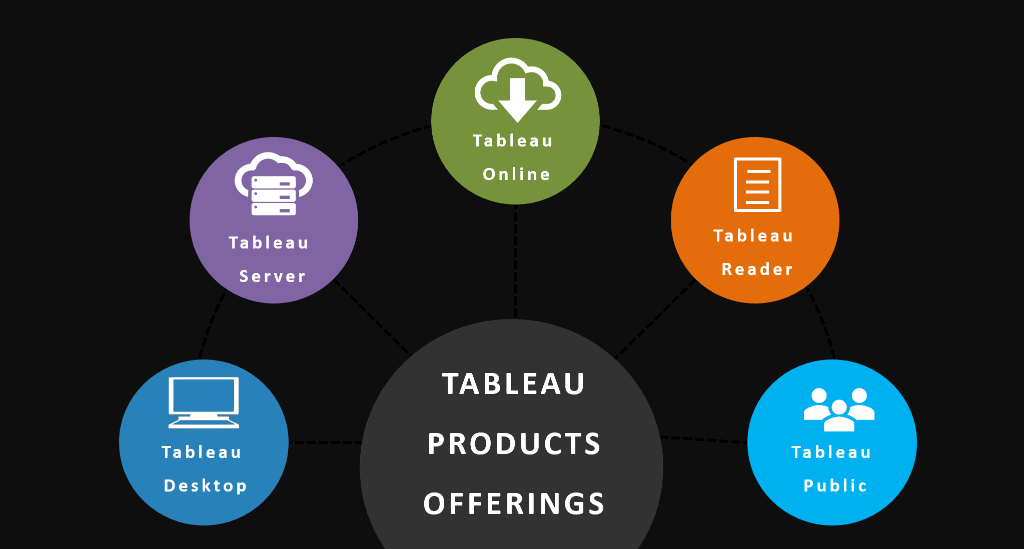 Tableau
Online
Tableau
Server
Tableau
Reader
Tableau
Desktop
TABLEAU
PRODUCTS
OFFERINGS
Tableau
Public